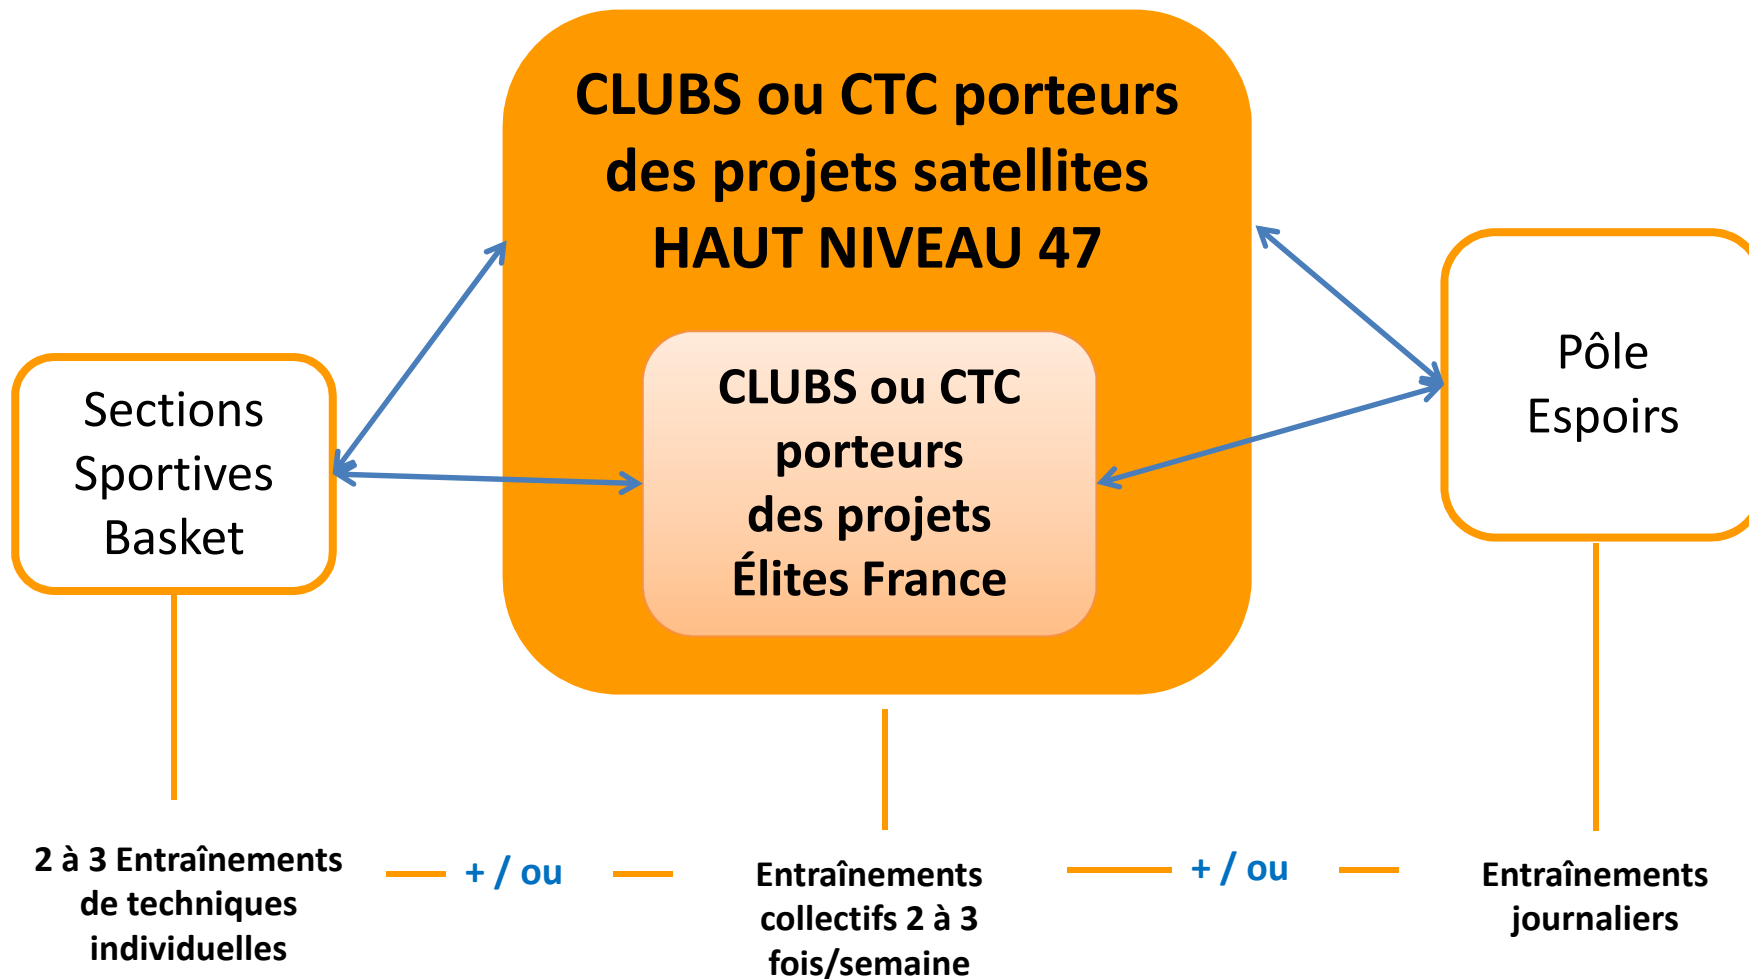 CLUBS ou CTC porteurs
des projets satellites
HAUT NIVEAU 47
Sections
Sportives
Basket
CLUBS ou CTC
porteurs
des projets
Élites France
Pôle
Espoirs
2 à 3 Entraînements
de techniques
individuelles
+ / ou
Entraînements
collectifs 2 à 3
fois/semaine
+ / ou
Entraînements
journaliers